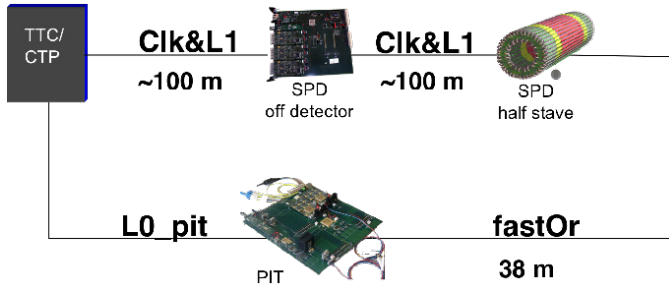 TTC/
CTP
Clk&L1
~100 m
SPD
off detector
Clk&L1
~100 m
SPD
half stave
L0_pit
PIT
fastOr
38 m